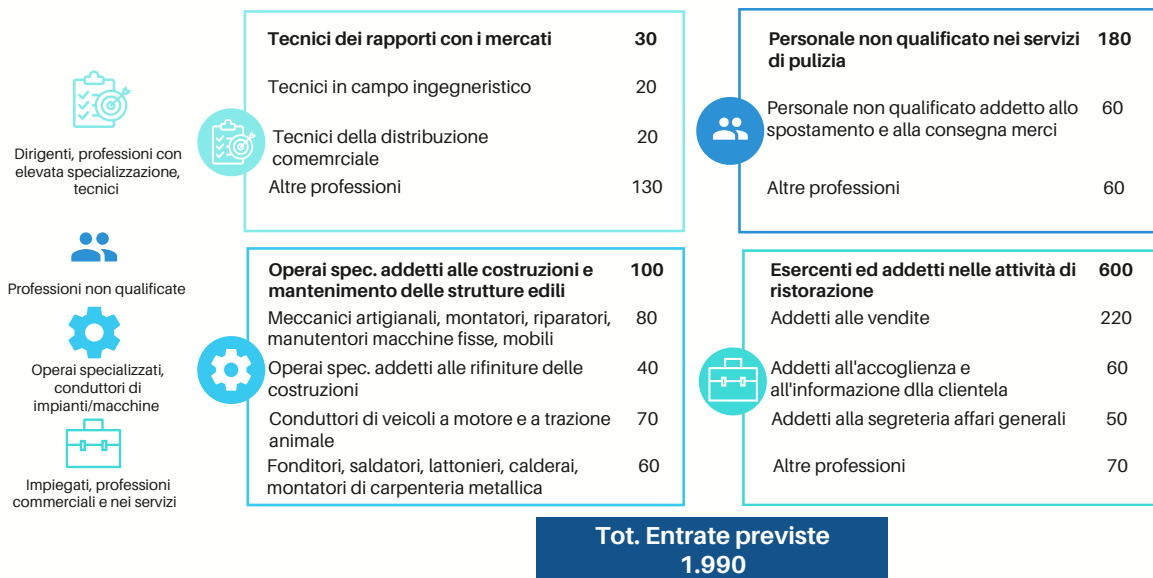 Dirigenti, professioni con
elevata specializzazione,
tecnici
Professioni non qualificate
Operai specializzati,
conduttori di
impianti/macchine
Impiegati, professioni
commerciali e nei servizi
Tecnici dei rapporti con i mercati 30
Tecnici in campo ingegneristico 20
Tecnici della distribuzione
comemrciale 20
Altre professioni 130
Personale non qualificato nei servizi 180
di pulizia
Personale non qualificato addetto allo 60
spostamento e alla consegna merci
Altre professioni 60
Operai spec. addetti alle costruzioni e 100
mantenimento delle strutture edili
Meccanici artigianali, montatori, riparatori, 80
manutentori macchine fisse, mobili
Operai spec. addetti alle rifiniture delle 40
costruzioni
Conduttori di veicoli a motore e a trazione 70
animale
Fonditori, saldatori, lattonieri, calderai, 60
montatori di carpenteria metallica
Esercenti ed addetti nelle attività di 600
ristorazione
Addetti alle vendite 220
Addetti all'accoglienza e 60
all'informazione dlla clientela
Addetti alla segreteria affari generali 50
Altre professioni 70
Tot. Entrate previste
1.990